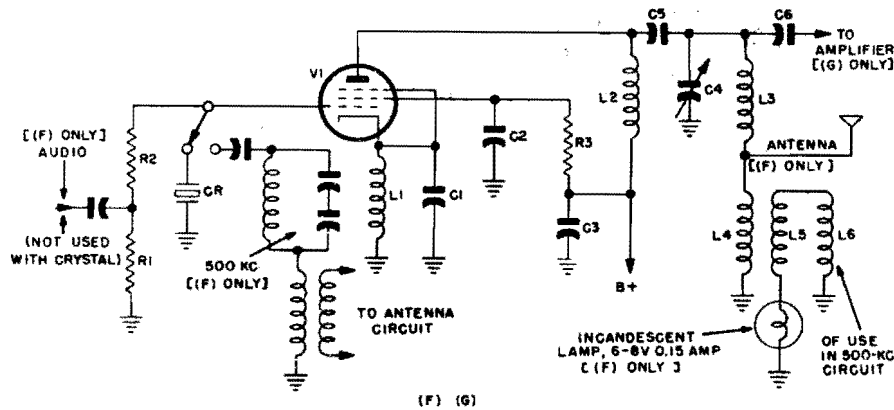 C5
C6
TO
AMPLIFIER
[(G) ONLY]
V1
L2
C4
L3
[(F) ONLY]
AUDIO
R2
C2
R3
ANTENNA
[(F) ONLY]
CR
L1
C1
(NOT USED
WITH CRYSTAL)
R1
500 KC
[(F) ONLY]
C3
L4
L5
L6
B+
TO ANTENNA
CIRCUIT
INCANDESCENT
LAMP, 6-8V 0.15 AMP
[(F) ONLY]
OF USE
IN 500-KC
CIRCUIT
(F) (G)